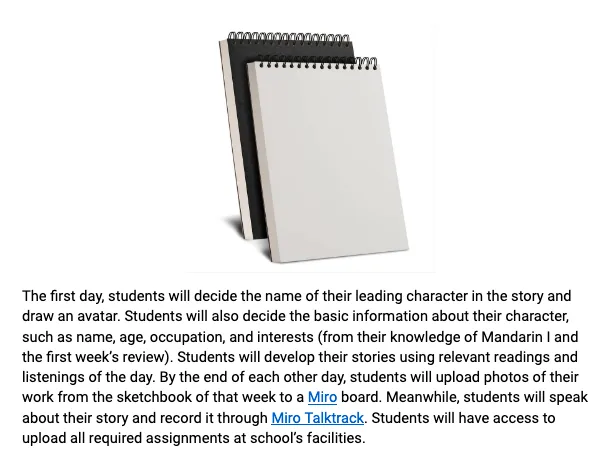 The first day, students will decide the name of their leading character in the story and
draw an avatar. Students will also decide the basic information about their character,
such as name, age, occupation, and interests (from their knowledge of Mandarin I and
the first week’s review). Students will develop their stories using relevant readings and
listenings of the day. By the end of each other day, students will upload photos of their
work from the sketchbook of that week to a Miro board. Meanwhile, students will speak
about their story and record it through Miro Talktrack. Students will have access to
upload all required assignments at school’s facilities.